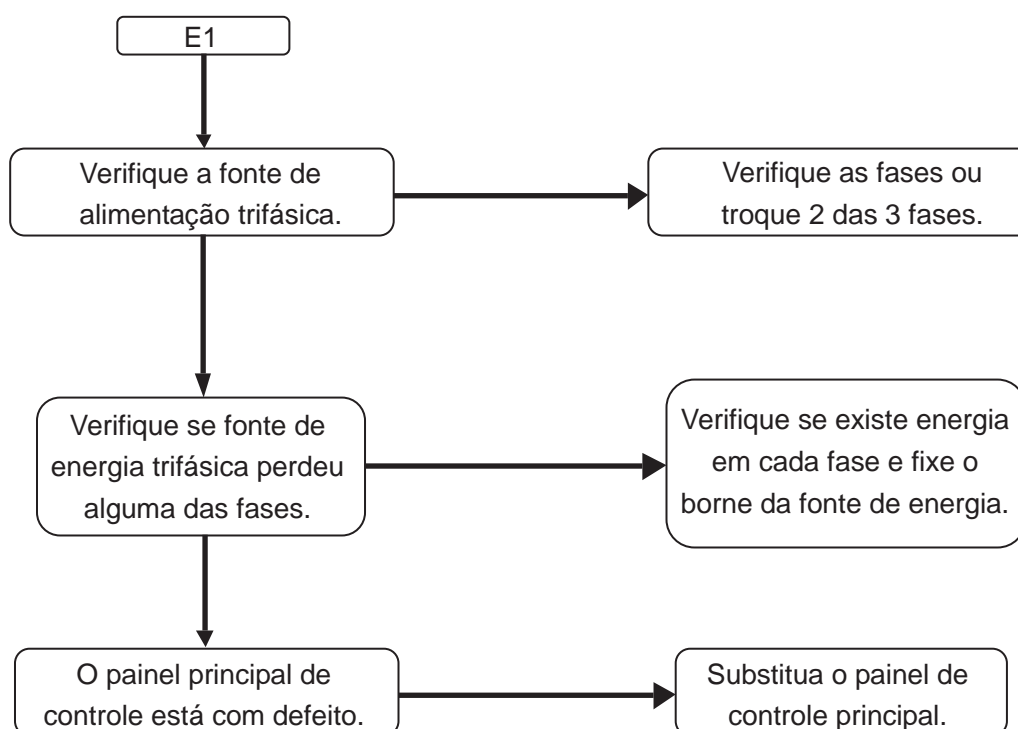 E1
Verifique a fonte de
alimentação trifásica.
Verifique as fases ou
troque 2 das 3 fases.
Verifique se fonte de
energia trifásica perdeu
alguma das fases.
Verifique se existe energia
em cada fase e fixe o
borne da fonte de energia.
O painel principal de
controle está com defeito.
Substitua o painel de
controle principal.